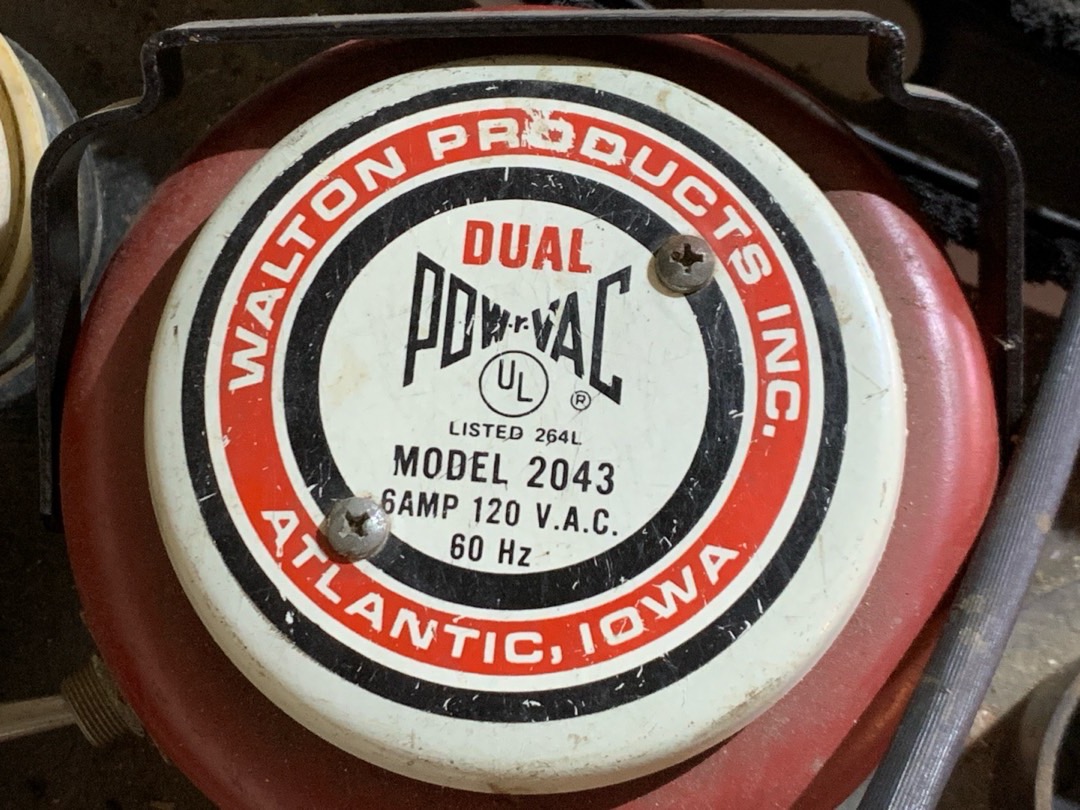 WALTON PRODUCTS INC.
DUAL
POW-r-VAC
UL
®
LISTED 264L
MODEL 2043
6AMP 120 V.A.C.
60 Hz
ATLANTIC, IOWA